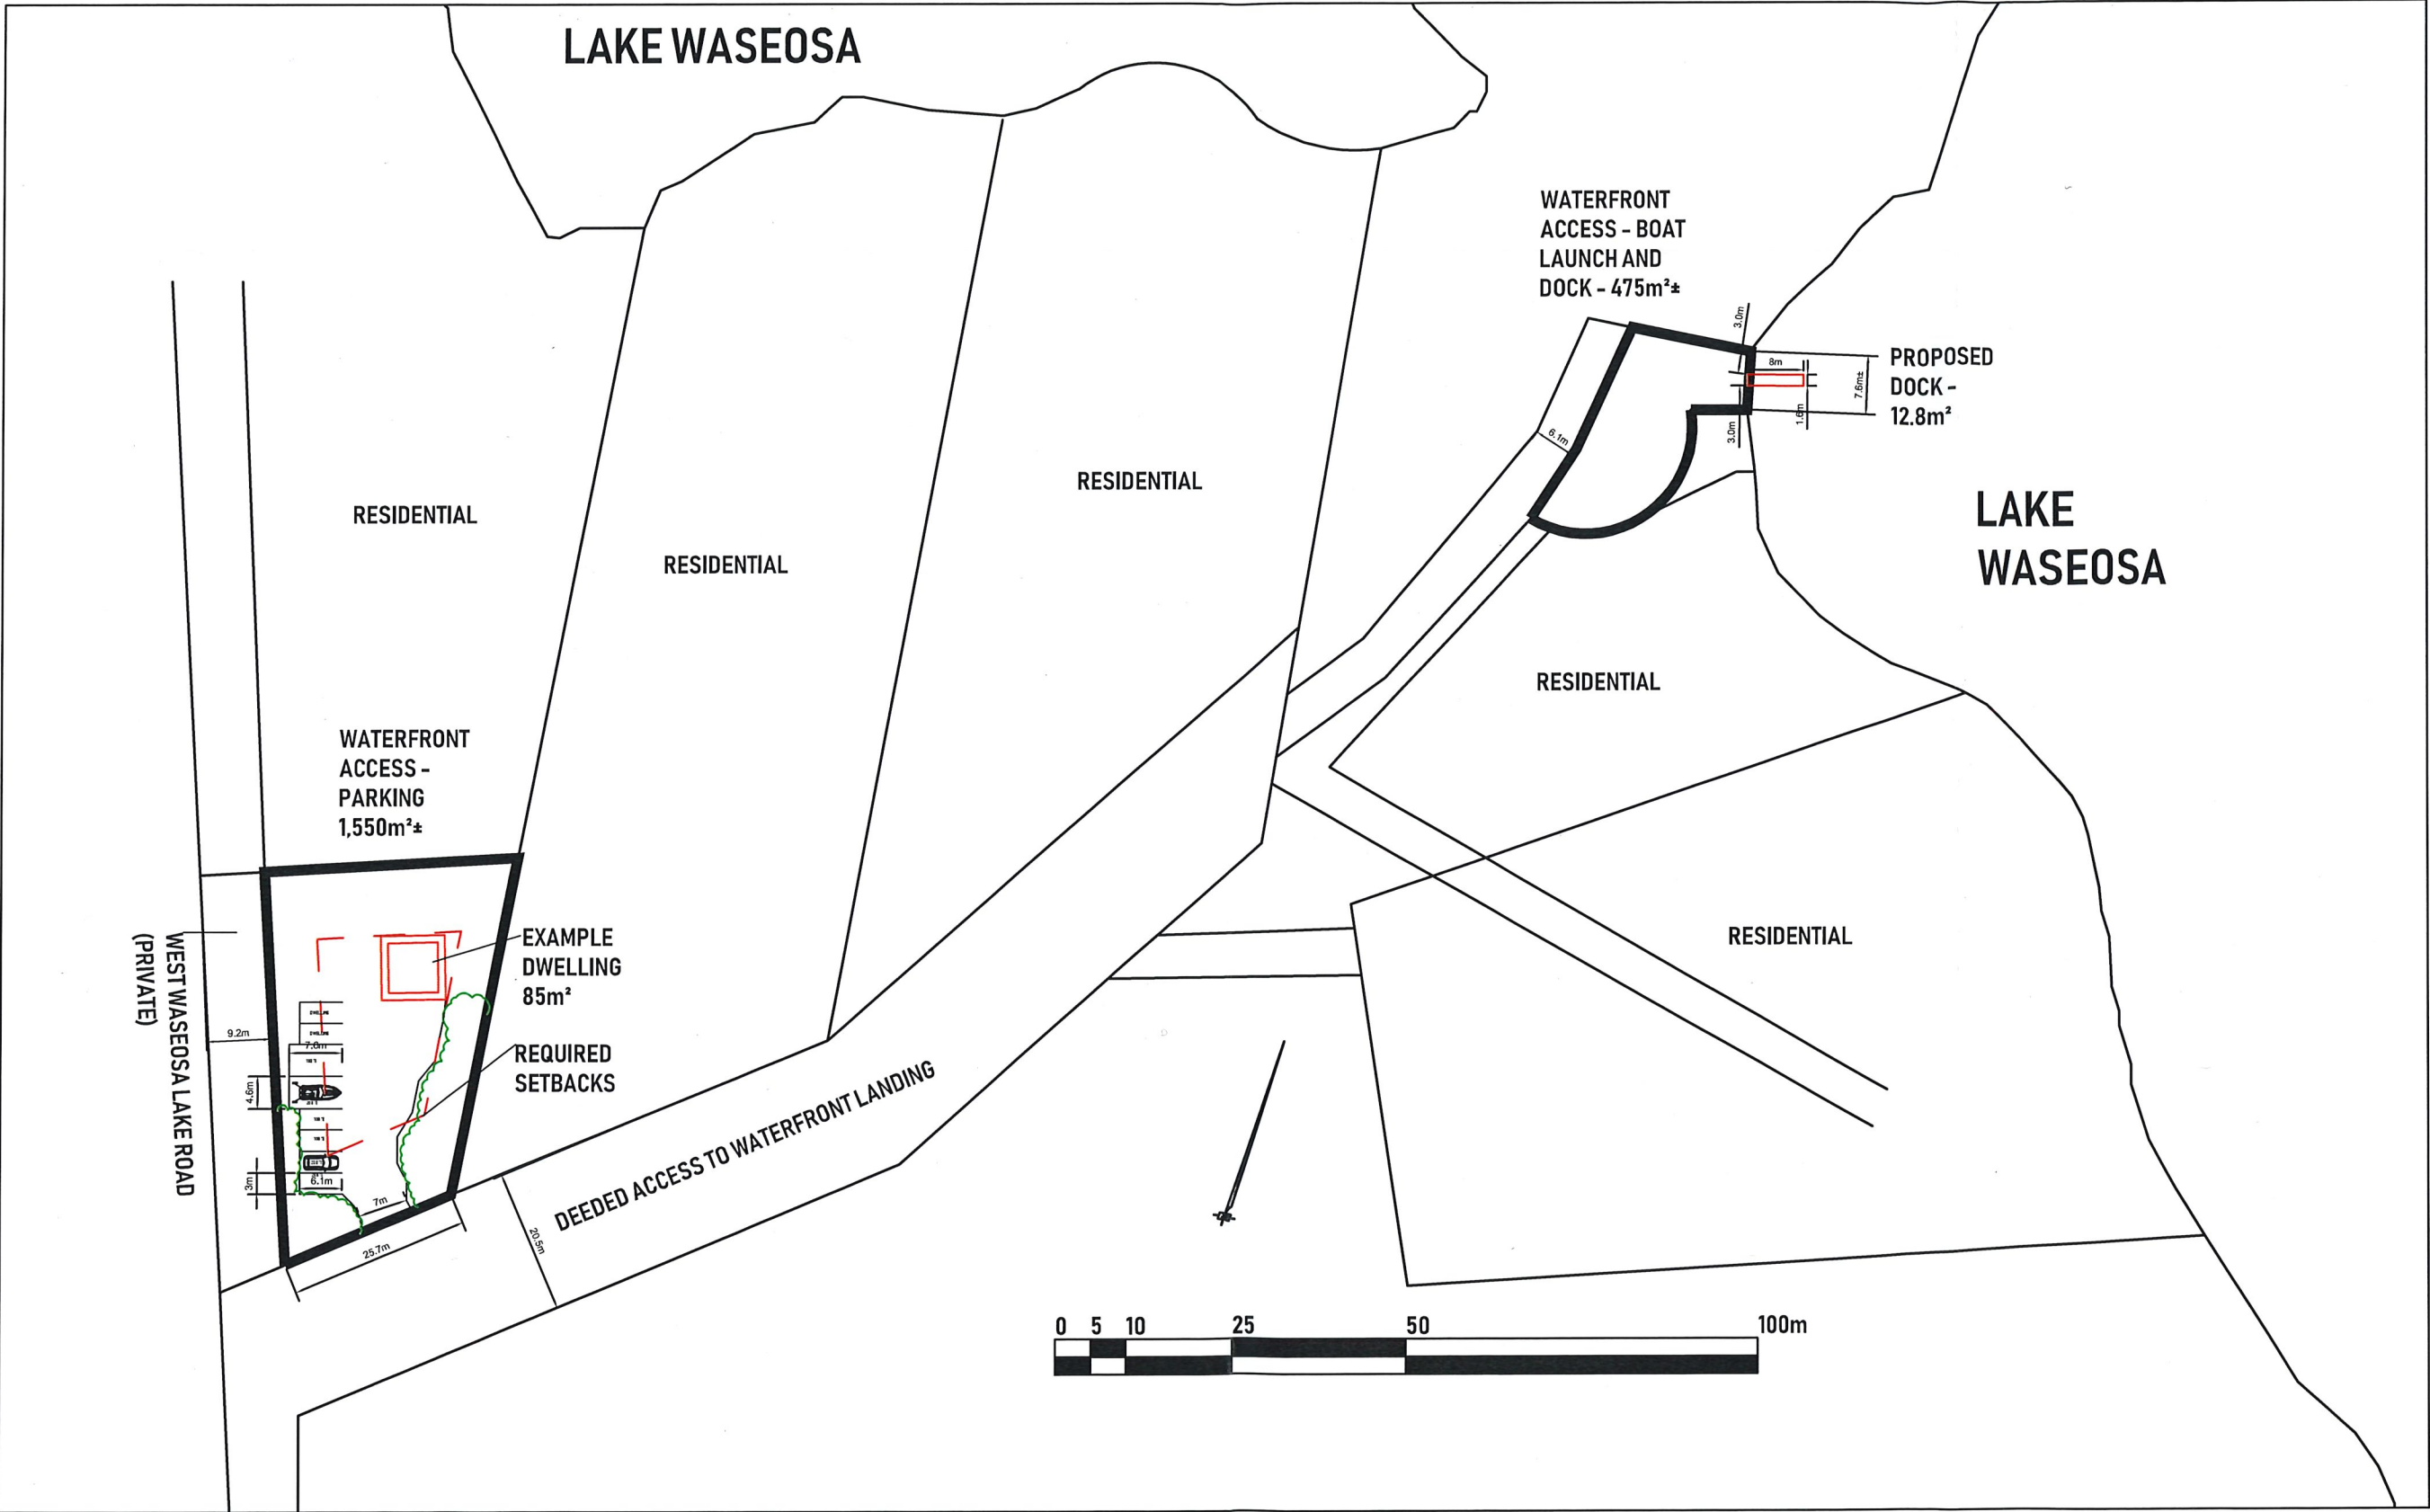 LAKE WASEOSA
WATERFRONT
ACCESS - BOAT
LAUNCH AND
DOCK - 475m²±
3.0m
8m
7.6m±
1.6m
3.0m
PROPOSED
DOCK -
12.8m²
6.1m
RESIDENTIAL
RESIDENTIAL
RESIDENTIAL
LAKE
WASEOSA
RESIDENTIAL
RESIDENTIAL
WATERFRONT
ACCESS -
PARKING
1,550m²±
WEST WASEOSA LAKE ROAD
(PRIVATE)
EXAMPLE
DWELLING
85m²
REQUIRED
SETBACKS
9.2m
7.6m
4.6m
3m
6.1m
7m
25.7m
20.5m
DEEDED ACCESS TO WATERFRONT LANDING
0 5 10 25 50 100m